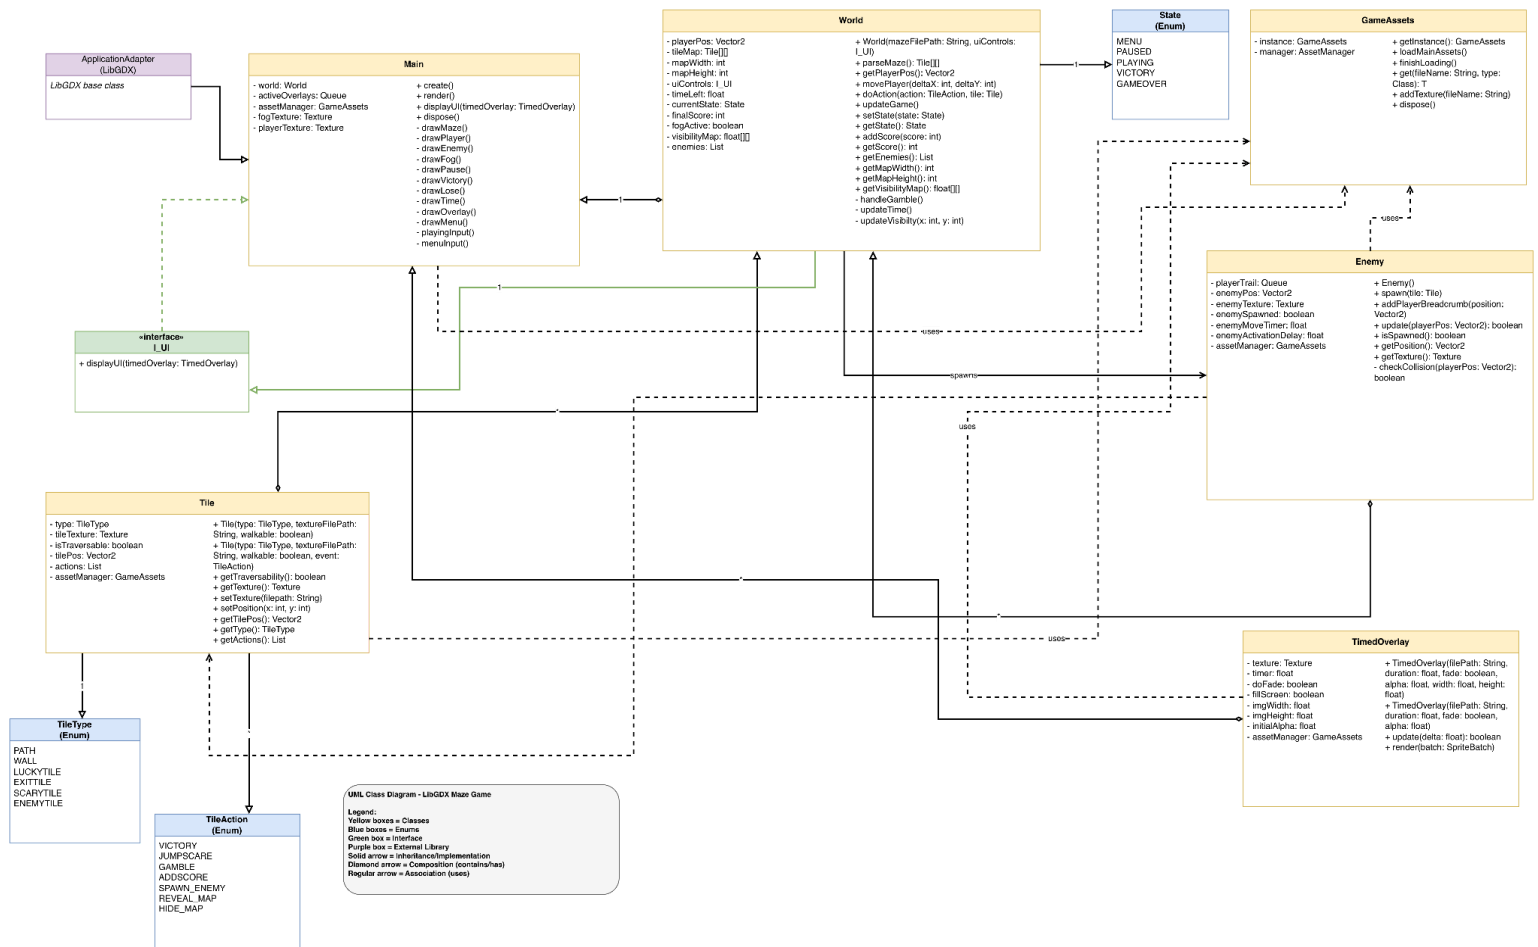 ApplicationAdapter
(LibGDX)
LibGDX base class
Main
- world: World
- activeOverlays: Queue
- assetManager: GameAssets
- fogTexture: Texture
- playerTexture: Texture
+ create()
+ render()
+ displayUI(timedOverlay: TimedOverlay)
+ dispose()
- drawMaze()
- drawPlayer()
- drawEnemy()
- drawFog()
- drawPause()
- drawVictory()
- drawLose()
- drawTime()
- drawOverlay()
- drawMenu()
- playingInput()
- menuInput()
World
- playerPos: Vector2
- tileMap: Tile[][]
- mapWidth: int
- mapHeight: int
- uiControls: I_UI
- timeLeft: float
- currentState: State
- finalScore: int
- fogActive: boolean
- visibilityMap: float[][]
- enemies: List
+ World(mazeFilePath: String, uiControls:
I_UI)
+ parseMaze(): Tile[][]
+ getPlayerPos(): Vector2
+ movePlayer(deltaX: int, deltaY: int)
+ doAction(action: TileAction, tile: Tile)
+ updateGame()
+ setState(state: State)
+ getState(): State
+ addScore(score: int)
+ getScore(): int
+ getEnemies(): List
+ getMapWidth(): int
+ getMapHeight(): int
+ getVisibilityMap(): float[][]
- handleGamble()
- updateTime()
- updateVisibilty(x: int, y: int)
State
(Enum)
MENU
PAUSED
PLAYING
VICTORY
GAMEOVER
GameAssets
- instance: GameAssets
- manager: AssetManager
+ getInstance(): GameAssets
+ loadMainAssets()
+ finishLoading()
+ get(fileName: String, type:
Class): T
+ addTexture(fileName: String)
+ dispose()
1
1
1
uses
uses
spawns
uses
uses
*
*
*
«interface»
I_UI
+ displayUI(timedOverlay: TimedOverlay)
Enemy
- playerTrail: Queue
- enemyPos: Vector2
- enemyTexture: Texture
- enemySpawned: boolean
- enemyMoveTimer: float
- enemyActivationDelay: float
- assetManager: GameAssets
+ Enemy()
+ spawn(tile: Tile)
+ addPlayerBreadcrumb(position:
Vector2)
+ update(playerPos: Vector2): boolean
+ isSpawned(): boolean
+ getPosition(): Vector2
+ getTexture(): Texture
- checkCollision(playerPos: Vector2):
boolean
Tile
- type: TileType
- tileTexture: Texture
- isTraversable: boolean
- tilePos: Vector2
- actions: List
- assetManager: GameAssets
+ Tile(type: TileType, textureFilePath:
String, walkable: boolean)
+ Tile(type: TileType, textureFilePath:
String, walkable: boolean, event:
TileAction)
+ getTraversability(): boolean
+ getTexture(): Texture
+ setTexture(filepath: String)
+ setPosition(x: int, y: int)
+ getTilePos(): Vector2
+ getType(): TileType
+ getActions(): List
TimedOverlay
- texture: Texture
- timer: float
- doFade: boolean
- fillScreen: boolean
- imgWidth: float
- imgHeight: float
- initialAlpha: float
- assetManager: GameAssets
+ TimedOverlay(filePath: String,
duration: float, fade: boolean,
alpha: float, width: float, height:
float)
+ TimedOverlay(filePath: String,
duration: float, fade: boolean,
alpha: float)
+ update(delta: float): boolean
+ render(batch: SpriteBatch)
1
*
TileType
(Enum)
PATH
WALL
LUCKYTILE
EXITTILE
SCARYTILE
ENEMYTILE
TileAction
(Enum)
VICTORY
JUMPSCARE
GAMBLE
ADDSCORE
SPAWN_ENEMY
REVEAL_MAP
HIDE_MAP
UML Class Diagram - LibGDX Maze Game
Legend:
Yellow boxes = Classes
Blue boxes = Enums
Green box = Interface
Purple box = External Library
Solid arrow = Inheritance/Implementation
Diamond arrow = Composition (contains/has)
Regular arrow = Association (uses)